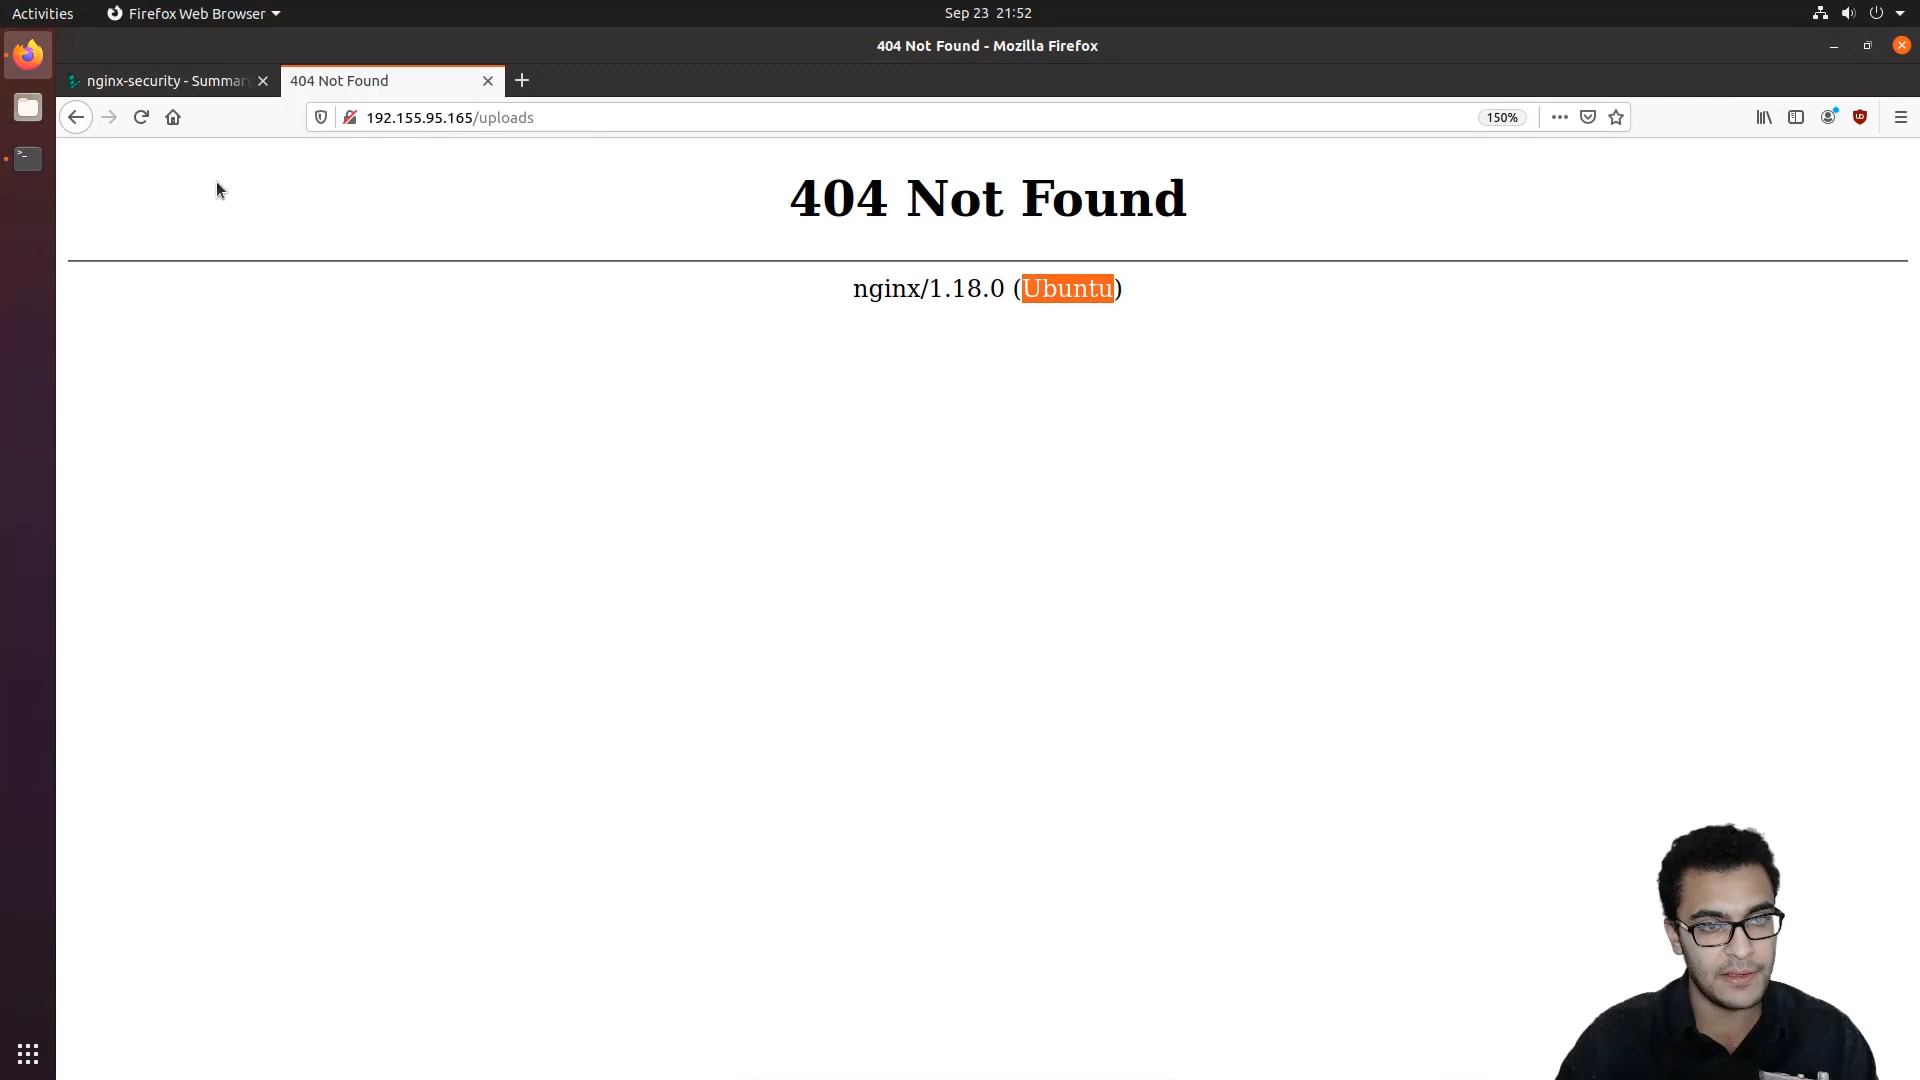 Activities
Firefox Web Browser
Sep 23 21:52
404 Not Found - Mozilla Firefox
nginx-security - Summar
404 Not Found
192.155.95.165/uploads
150%
404 Not Found
nginx/1.18.0 (Ubuntu)